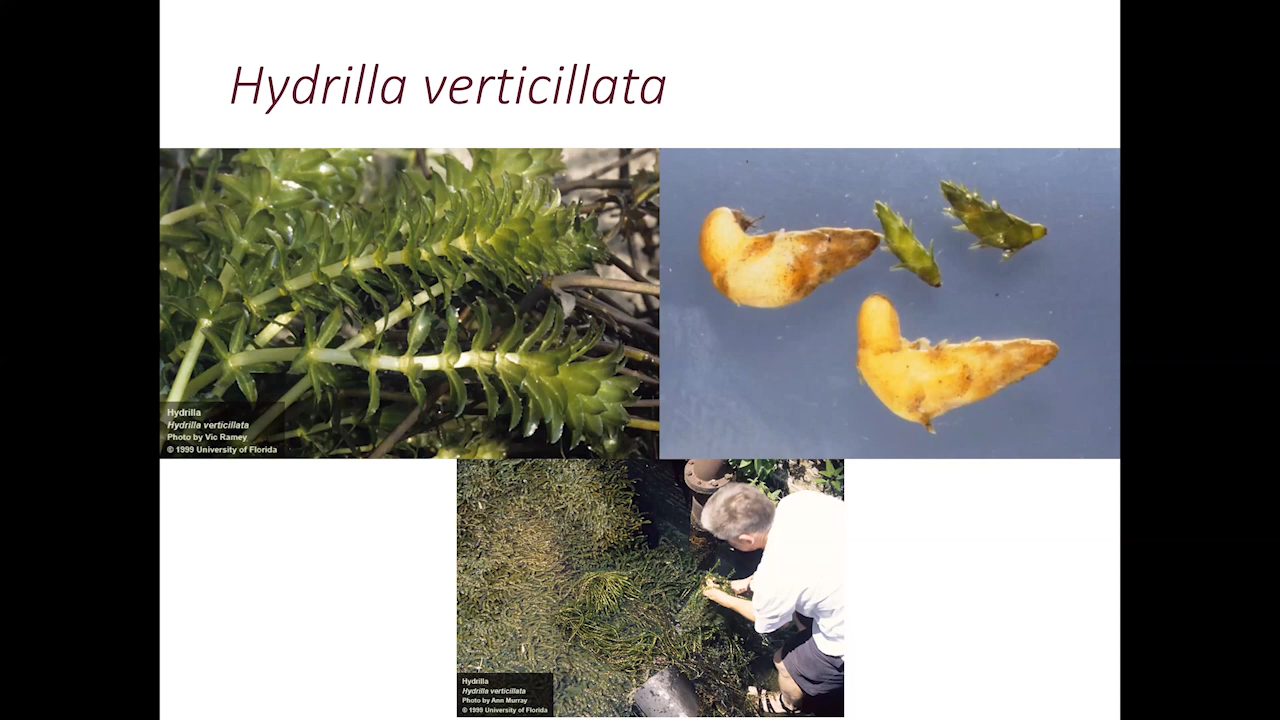 Hydrilla verticillata
Hydrilla
Hydrilla verticillata
Photo by Vic Ramey
© 1999 University of Florida
Hydrilla
Hydrilla verticillata
Photo by Ann Murray
© 1999 University of Florida